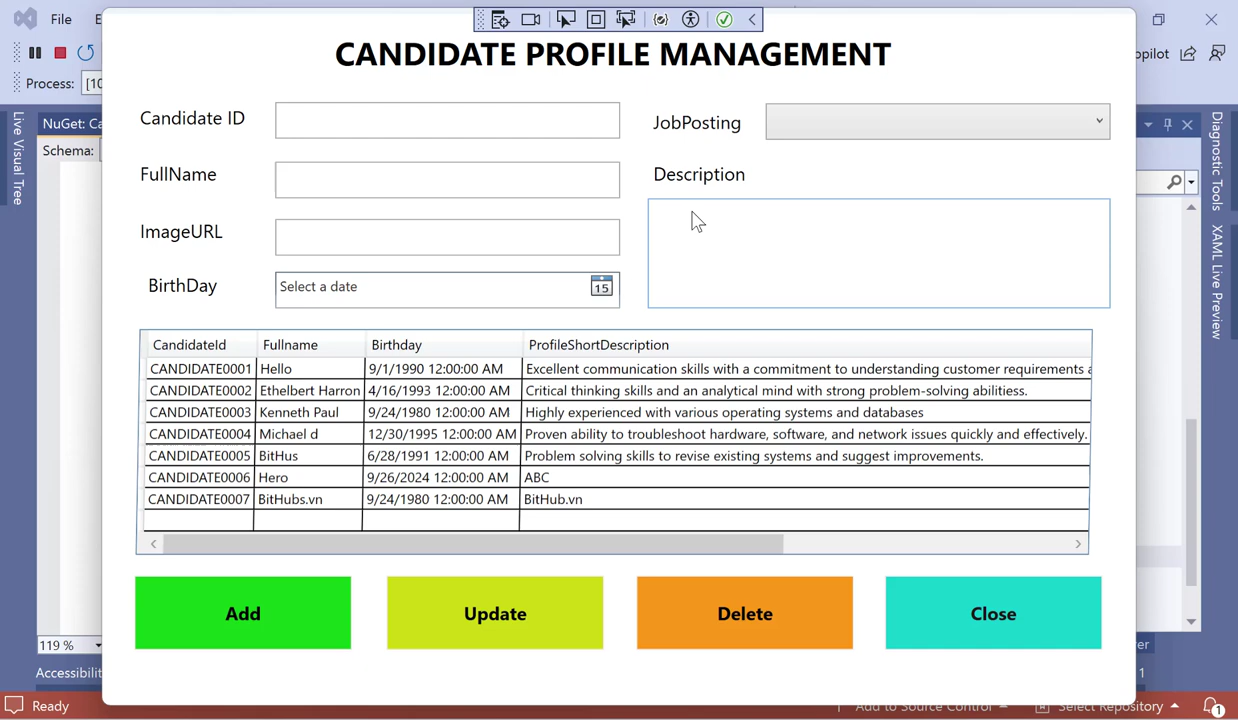 File
E
CANDIDATE PROFILE MANAGEMENT
opilot
Process:
[10
NuGet: Ca
Schema:
Live Visual Tree
Diagnostic Tools
XAML Live Preview
Candidate ID
JobPosting
FullName
Description
ImageURL
BirthDay
Select a date
15
CandidateId Fullname Birthday ProfileShortDescription
CANDIDATE0001 Hello 9/1/1990 12:00:00 AM Excellent communication skills with a commitment to understanding customer requirements a
CANDIDATE0002 Ethelbert Harron 4/16/1993 12:00:00 AM Critical thinking skills and an analytical mind with strong problem-solving abilitiess.
CANDIDATE0003 Kenneth Paul 9/24/1980 12:00:00 AM Highly experienced with various operating systems and databases
CANDIDATE0004 Michael d 12/30/1995 12:00:00 AM Proven ability to troubleshoot hardware, software, and network issues quickly and effectively.
CANDIDATE0005 BitHus 6/28/1991 12:00:00 AM Problem solving skills to revise existing systems and suggest improvements.
CANDIDATE0006 Hero 9/26/2024 12:00:00 AM ABC
CANDIDATE0007 BitHubs.vn 9/24/1980 12:00:00 AM BitHub.vn
Add Update Delete Close
119 %
er
Accessibilit
1
Ready
Add to Source Control
Select Repository
1